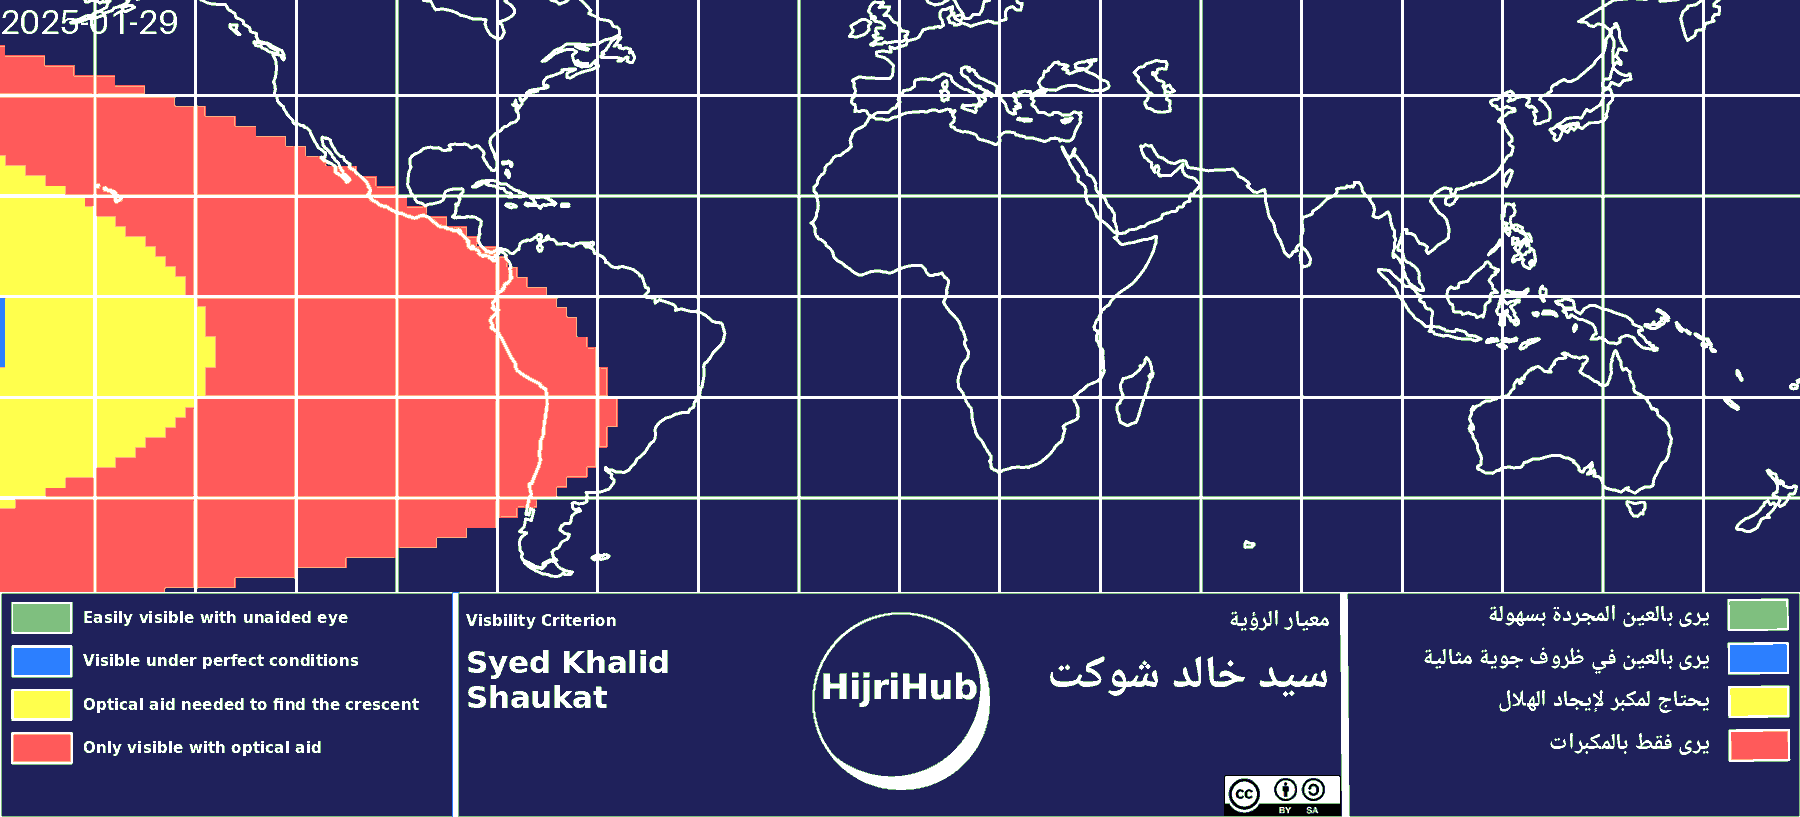 2025-01-29
Easily visible with unaided eye
Visible under perfect conditions
Optical aid needed to find the crescent
Only visible with optical aid
Visbility Criterion
Syed Khalid
Shaukat
HijriHub
معيار الرؤية
سيد خالد شوكت
cc
BY SA
يرى بالعين المجردة بسهولة
يرى بالعين في ظروف جوية مثالية
يحتاج لمكبر لإيجاد الهلال
يرى فقط بالمكبرات